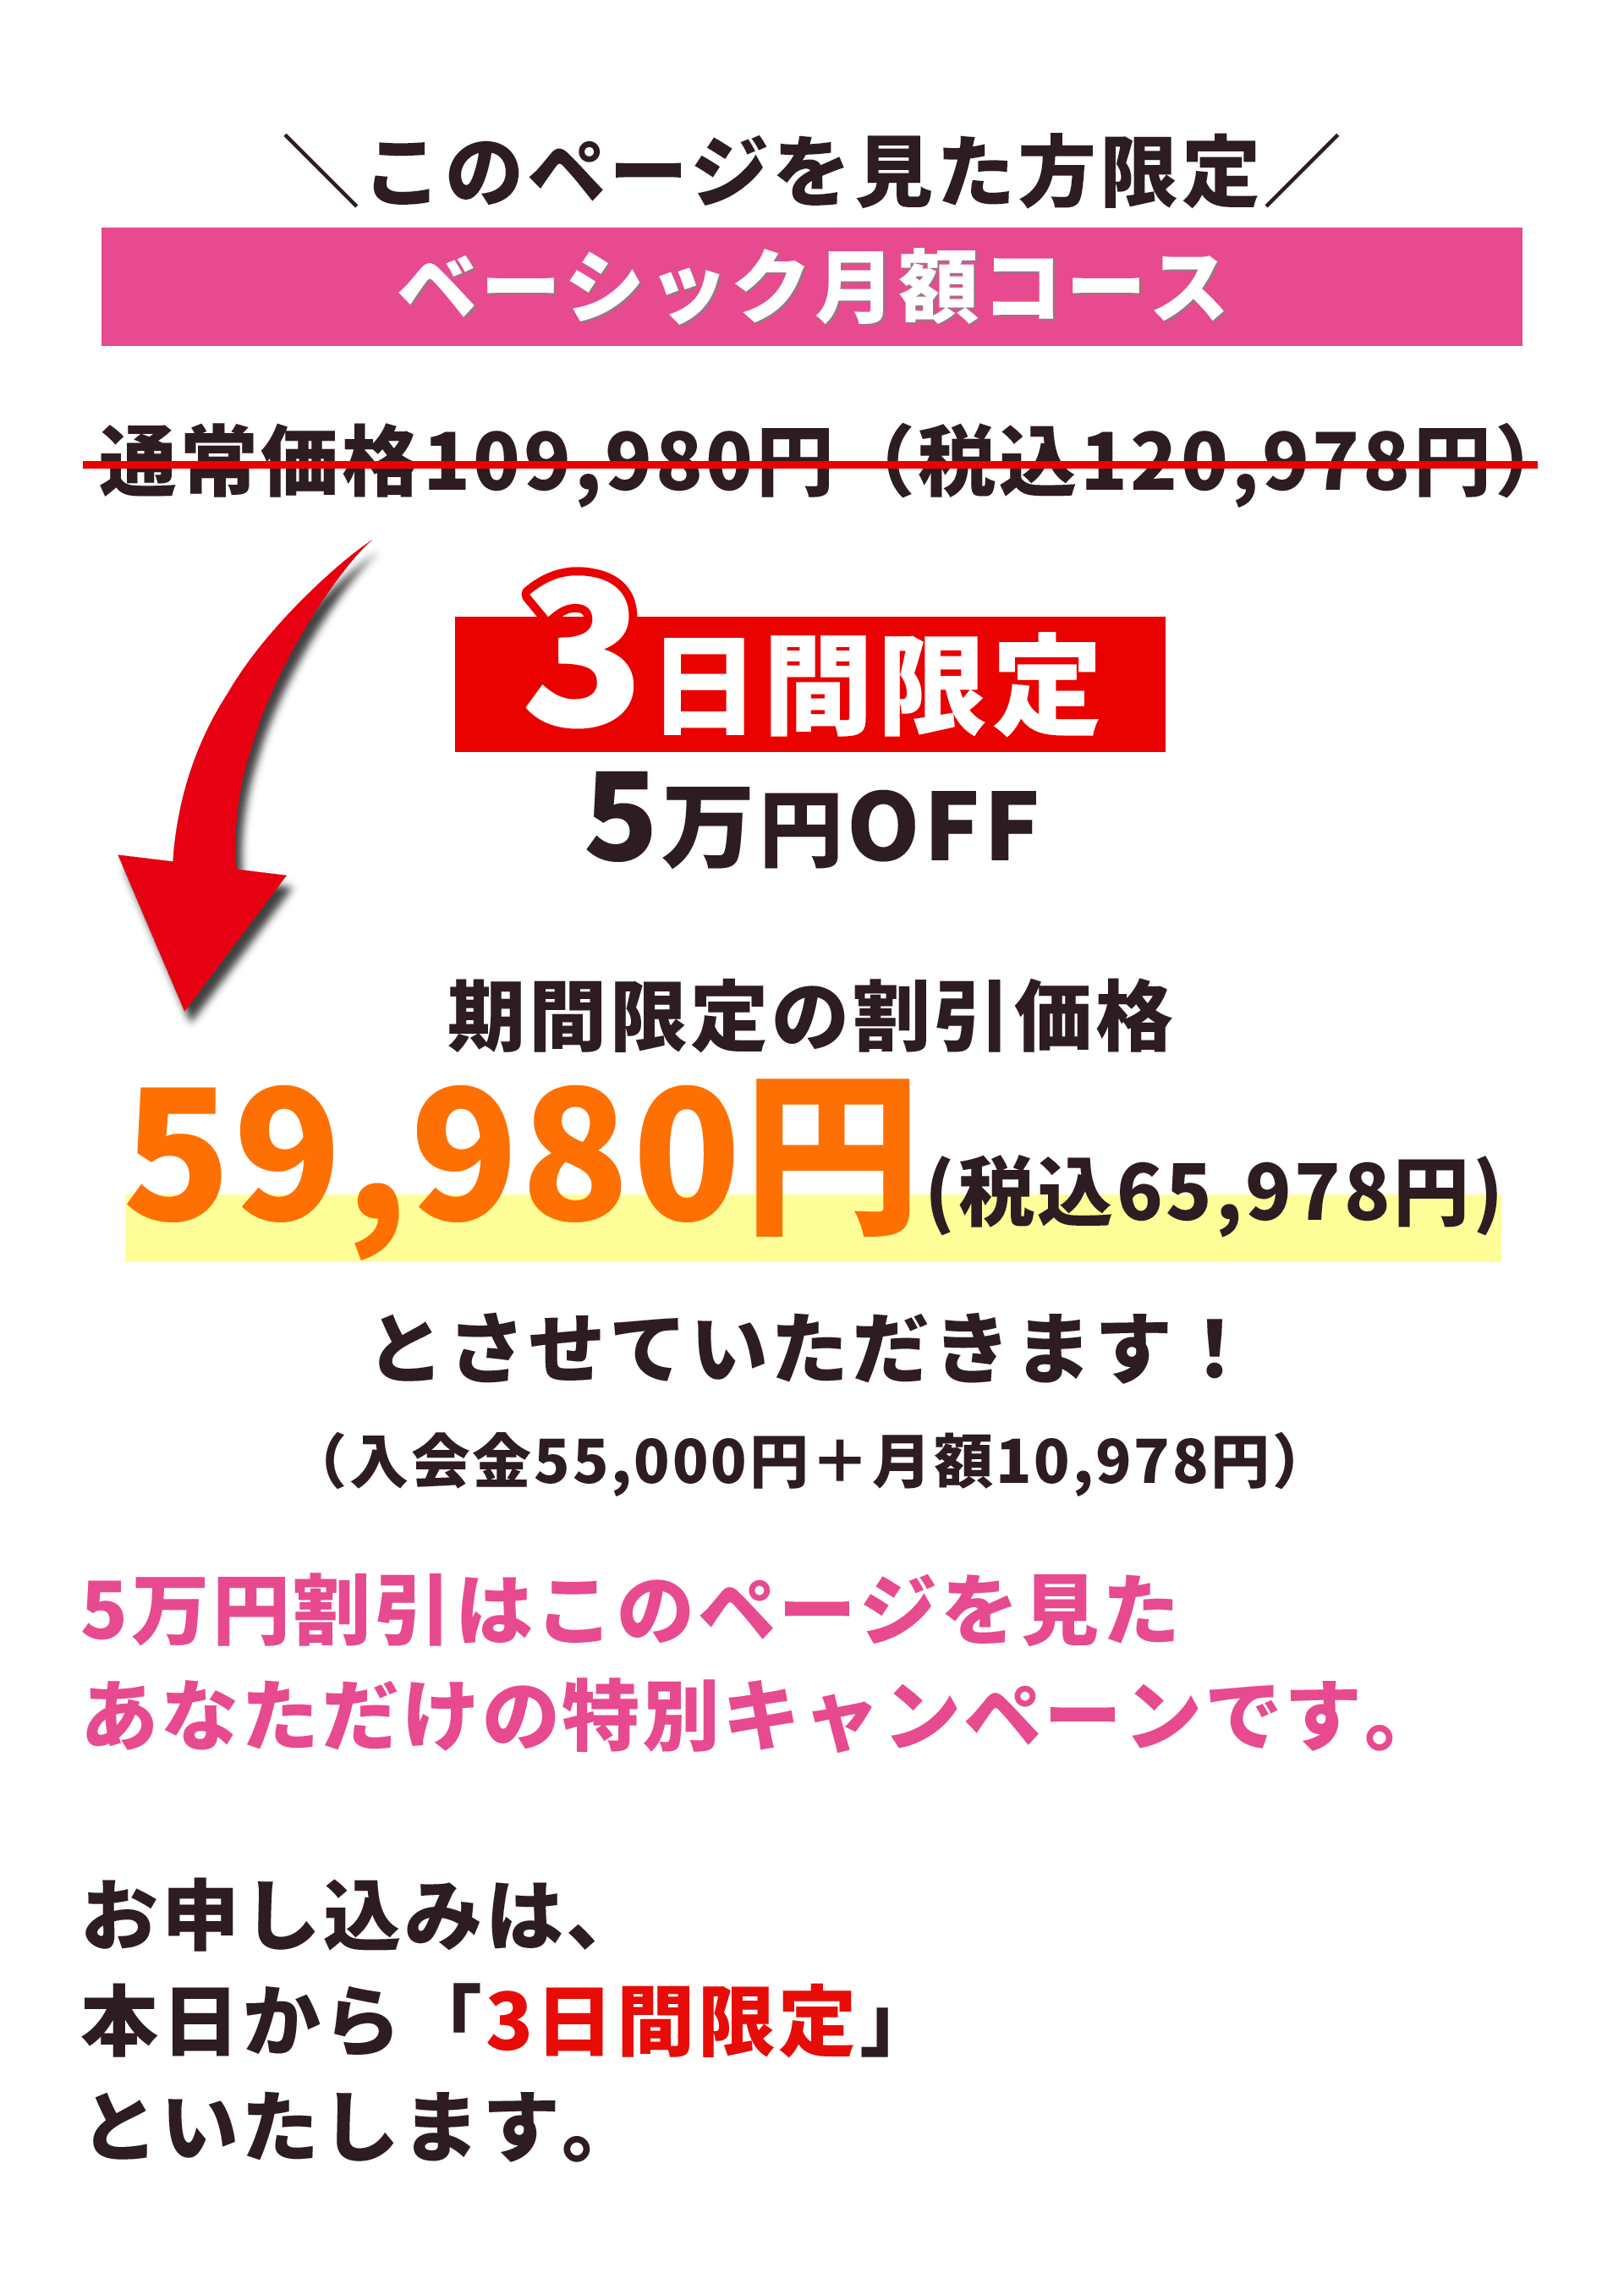 ＼このページを見た方限定／
ベーシック月額コース
通常価格109,980円（税込120,978円）
3日間限定
5万円OFF
期間限定の割引価格
59,980円(税込65,978円)
とさせていただきます！
（入会金55,000円＋月額10,978円）
5万円割引はこのページを見た
あなただけの特別キャンペーンです。
お申し込みは、
本日から「3日間限定」
といたします。